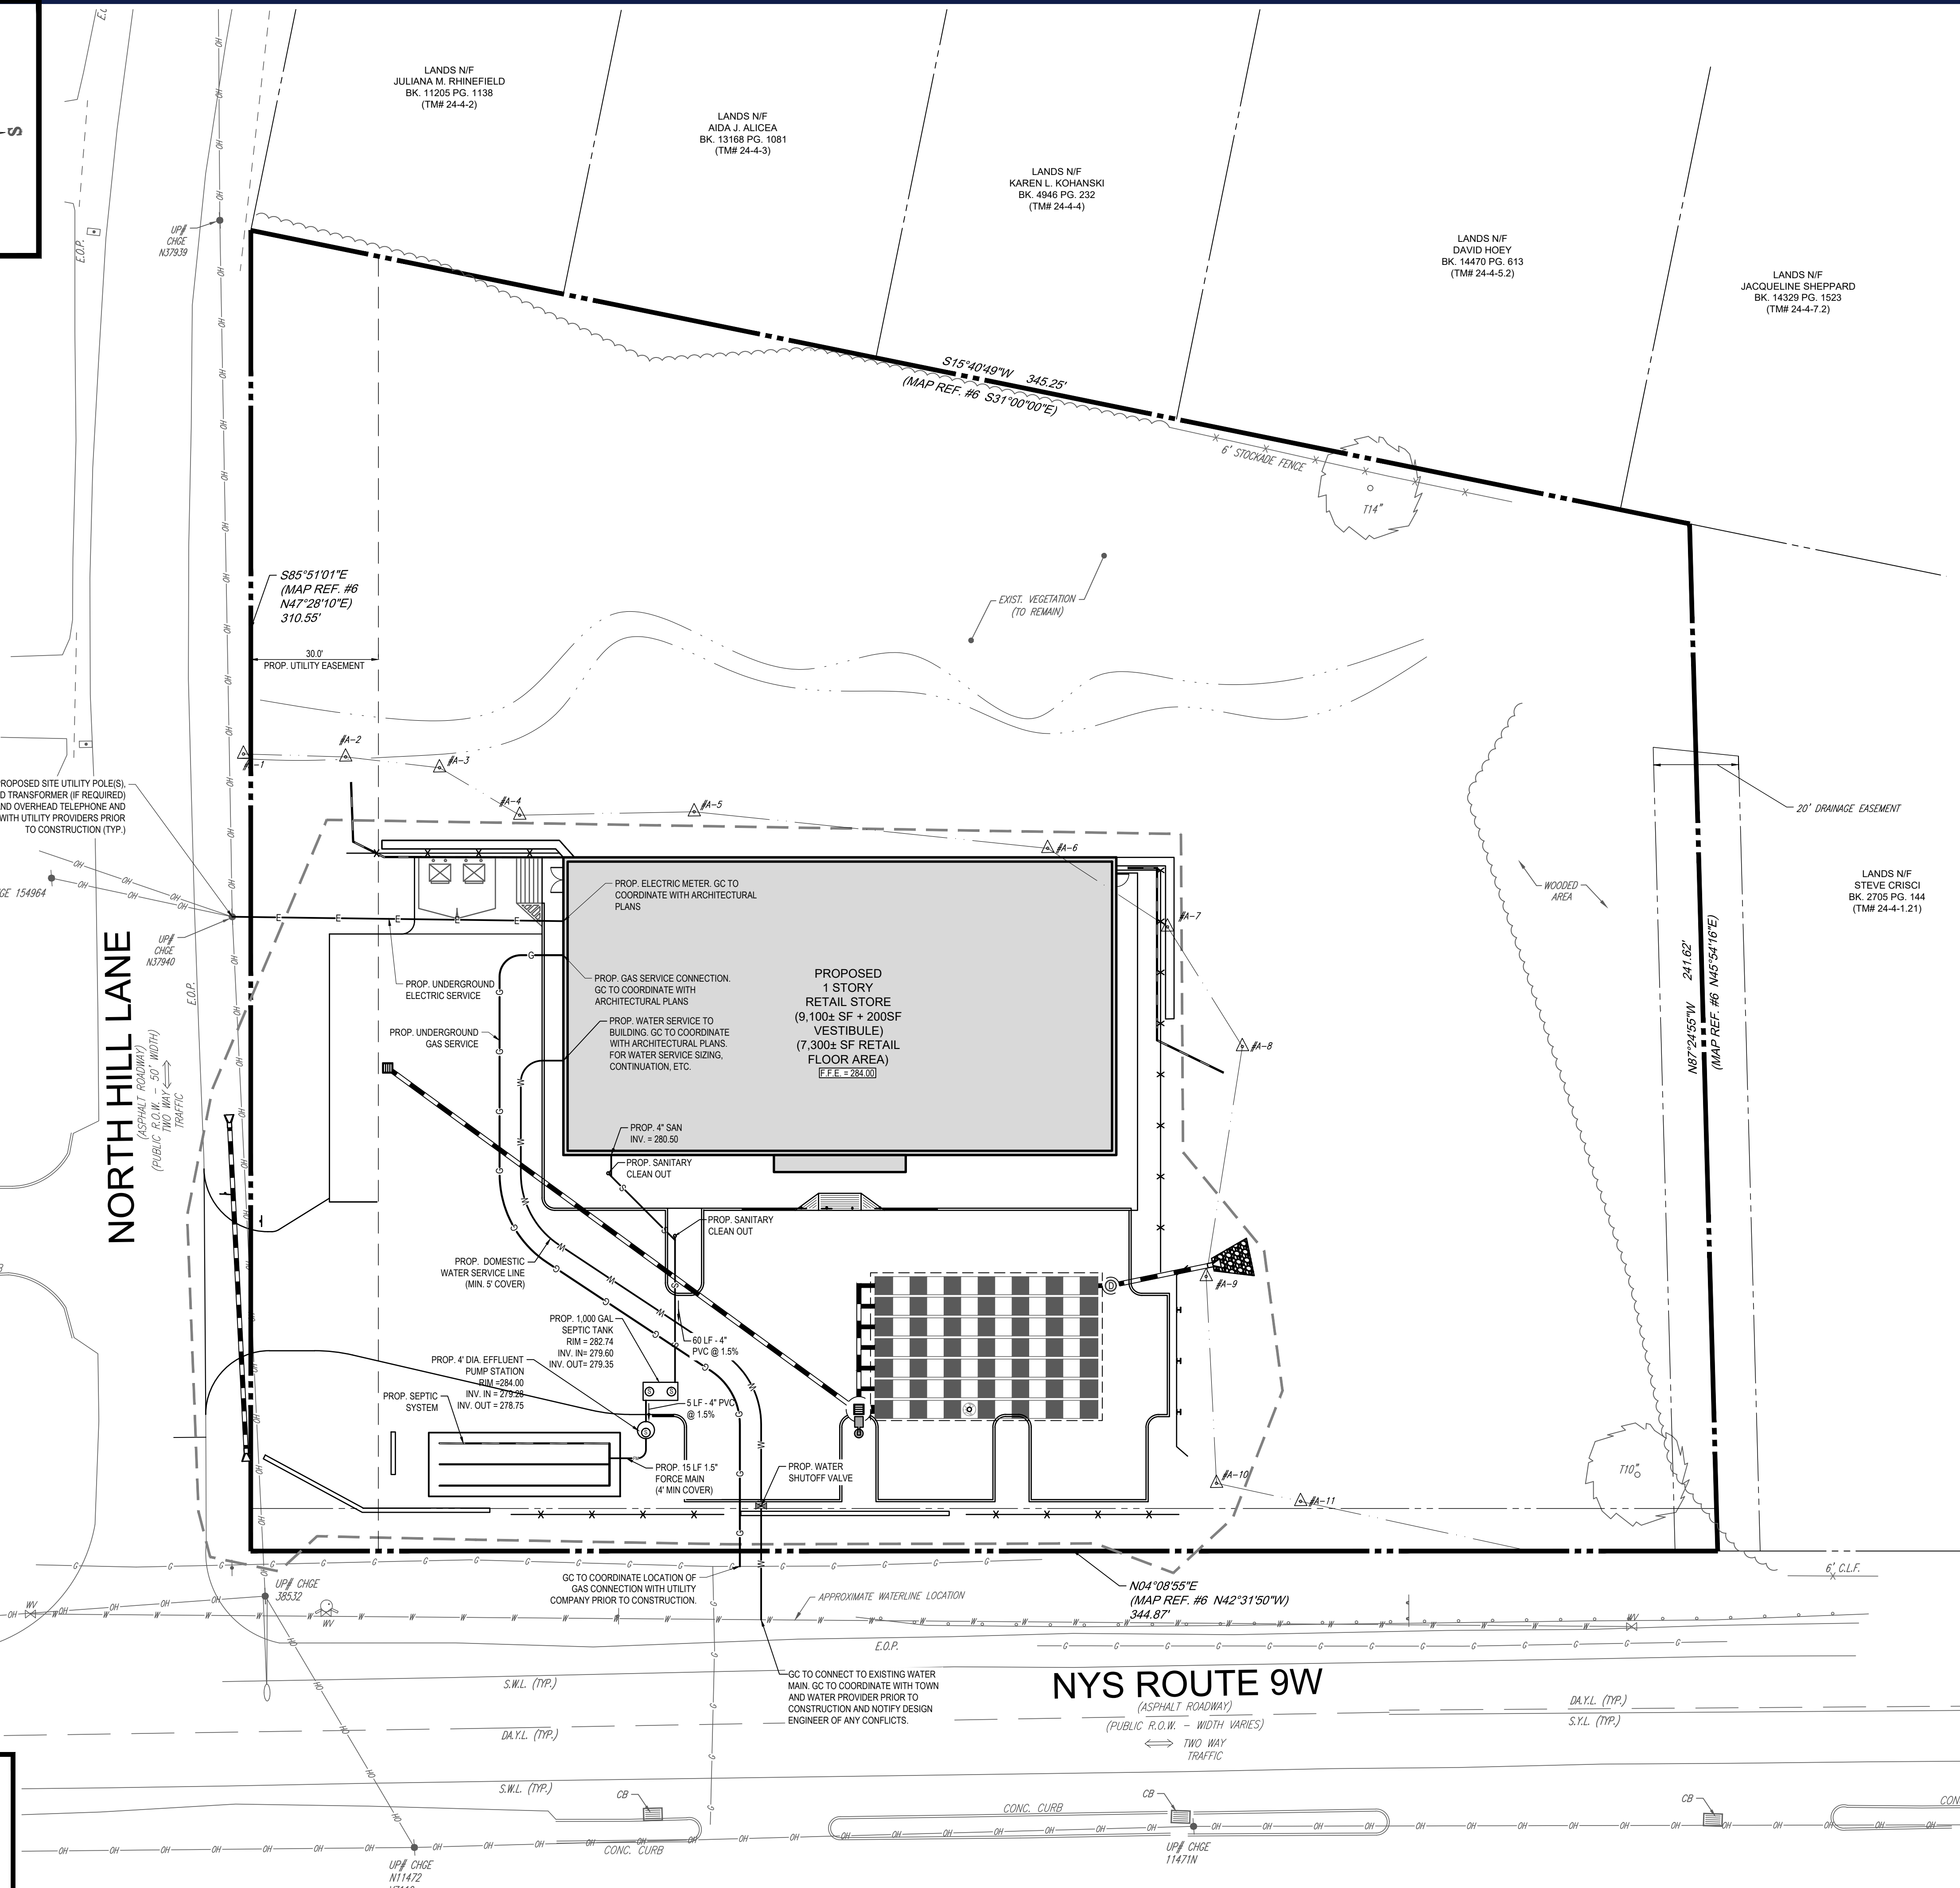 S
LANDS N/F
JULIANA M. RHINEFIELD
BK. 11205 PG. 1138
(TM# 24-4-2)
LANDS N/F
AIDA J. ALICEA
BK. 13168 PG. 1081
(TM# 24-4-3)
LANDS N/F
KAREN L. KOHANSKI
BK. 4946 PG. 232
(TM# 24-4-4)
LANDS N/F
DAVID HOEY
BK. 14470 PG. 613
(TM# 24-4-5.2)
LANDS N/F
JACQUELINE SHEPPARD
BK. 14329 PG. 1523
(TM# 24-4-7.2)
UP#
CHGE
N37939
E.O.P.
S15°40'49"W 345.25'
(MAP REF. #6 S31°00'00"E)
6' STOCKADE FENCE
T14"
S85°51'01"E
(MAP REF. #6
N47°28'10"E)
310.55'
30.0'
PROP. UTILITY EASEMENT
EXIST. VEGETATION
(TO REMAIN)
#A-1
#A-2
#A-3
#A-4
#A-5
#A-6
#A-7
#A-8
#A-9
#A-10
#A-11
20' DRAINAGE EASEMENT
ROPOSED SITE UTILITY POLE(S),
D TRANSFORMER (IF REQUIRED)
ND OVERHEAD TELEPHONE AND
WITH UTILITY PROVIDERS PRIOR
TO CONSTRUCTION (TYP.)
GE 154964
UP#
CHGE
N37940
E.O.P.
NORTH HILL LANE
(ASPHALT ROADWAY)
(PUBLIC R.O.W. - 50' WIDTH)
TWO WAY
TRAFFIC
PROP. ELECTRIC METER. GC TO
COORDINATE WITH ARCHITECTURAL
PLANS
PROP. UNDERGROUND
ELECTRIC SERVICE
PROP. GAS SERVICE CONNECTION.
GC TO COORDINATE WITH
ARCHITECTURAL PLANS
PROP. UNDERGROUND
GAS SERVICE
PROP. WATER SERVICE TO
BUILDING. GC TO COORDINATE
WITH ARCHITECTURAL PLANS.
FOR WATER SERVICE SIZING,
CONTINUATION, ETC.
PROPOSED
1 STORY
RETAIL STORE
(9,100± SF + 200SF
VESTIBULE)
(7,300± SF RETAIL
FLOOR AREA)
F.F.E. = 284.00
WOODED
AREA
LANDS N/F
STEVE CRISCI
BK. 2705 PG. 144
(TM# 24-4-1.21)
N87°24'55"W 241.62'
(MAP REF. #6 N45°54'16"E)
PROP. 4" SAN
INV. = 280.50
PROP. SANITARY
CLEAN OUT
PROP. SANITARY
CLEAN OUT
PROP. DOMESTIC
WATER SERVICE LINE
(MIN. 5' COVER)
PROP. 1,000 GAL
SEPTIC TANK
RIM = 282.74
INV. IN= 279.60
INV. OUT= 279.35
60 LF - 4"
PVC @ 1.5%
PROP. 4' DIA. EFFLUENT
PUMP STATION
RIM =284.00
INV. IN = 279.28
INV. OUT = 278.75
PROP. SEPTIC
SYSTEM
5 LF - 4" PVC
@ 1.5%
PROP. 15 LF 1.5"
FORCE MAIN
(4' MIN COVER)
PROP. WATER
SHUTOFF VALVE
T10"
6' C.L.F.
UP# CHGE
38532
WV
WV
WV
GC TO COORDINATE LOCATION OF
GAS CONNECTION WITH UTILITY
COMPANY PRIOR TO CONSTRUCTION.
APPROXIMATE WATERLINE LOCATION
N04°08'55"E
(MAP REF. #6 N42°31'50"W)
344.87'
E.O.P.
S.W.L. (TYP.)
GC TO CONNECT TO EXISTING WATER
MAIN. GC TO COORDINATE WITH TOWN
AND WATER PROVIDER PRIOR TO
CONSTRUCTION AND NOTIFY DESIGN
ENGINEER OF ANY CONFLICTS.
NYS ROUTE 9W
(ASPHALT ROADWAY)
(PUBLIC R.O.W. - WIDTH VARIES)
TWO WAY
TRAFFIC
DA.Y.L. (TYP.)
S.Y.L. (TYP.)
DA.Y.L. (TYP.)
S.W.L. (TYP.)
CB
CB
CB
CONC. CURB
CONC. CURB
UP# CHGE
11471N
UP# CHGE
N11472